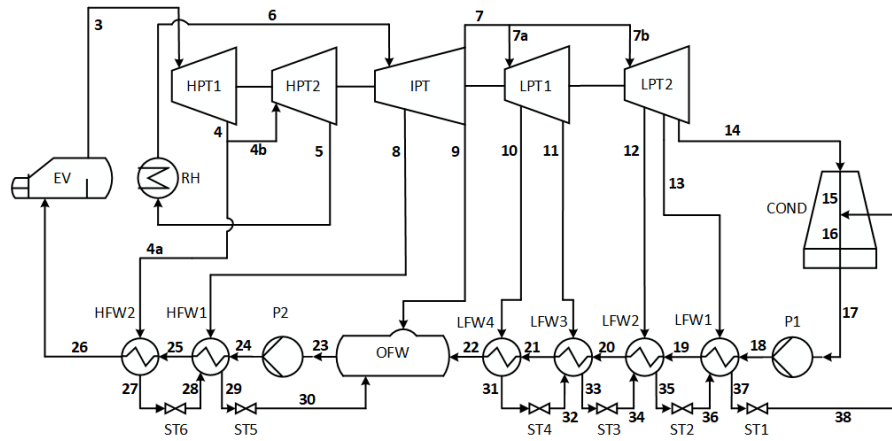 3
6
7
7a
7b
HPT1
HPT2
IPT
LPT1
LPT2
4
4b
5
8
9
10
11
12
13
14
EV
RH
COND
15
16
4a
17
HFW2
HFW1
P2
OFW
LFW4
LFW3
LFW2
LFW1
P1
26
25
24
23
22
21
20
19
18
27
28
29
30
31
32
33
34
35
36
37
38
ST6
ST5
ST4
ST3
ST2
ST1